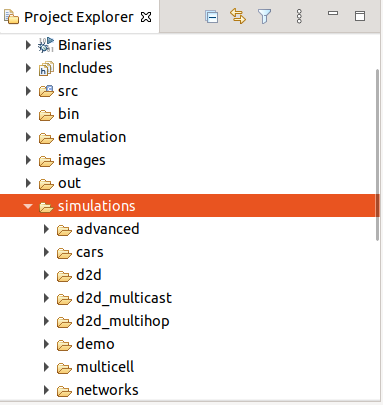 Project Explorer
Binaries
Includes
src
bin
emulation
images
out
simulations
advanced
cars
d2d
d2d_multicast
d2d_multihop
demo
multicell
networks